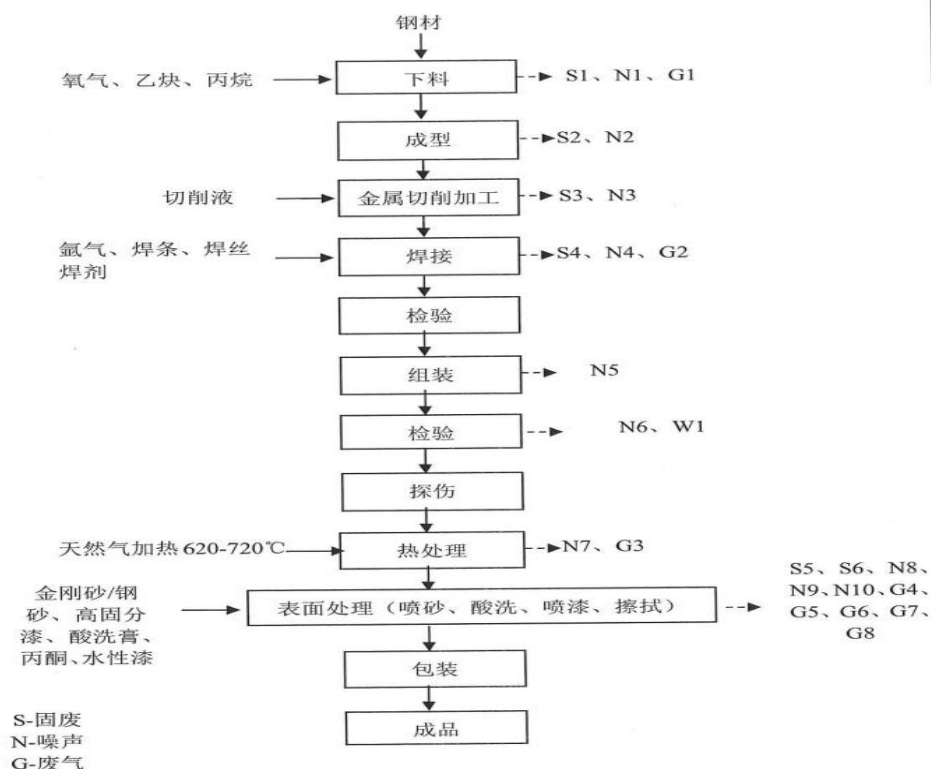 钢材
氧气、乙炔、丙烷
下料
S1、N1、G1
成型
S2、N2
切削液
金属切削加工
S3、N3
氩气、焊条、焊丝
焊剂
焊接
S4、N4、G2
检验
组装
N5
检验
N6、W1
探伤
天然气加热 620-720℃
热处理
N7、G3
金刚砂/钢
砂、高固分
漆、酸洗膏、
丙酮、水性漆
表面处理（喷砂、酸洗、喷漆、擦拭）
S5、S6、N8、
N9、N10、G4、
G5、G6、G7、
G8
包装
成品
S-固废
N-噪声
G-废气